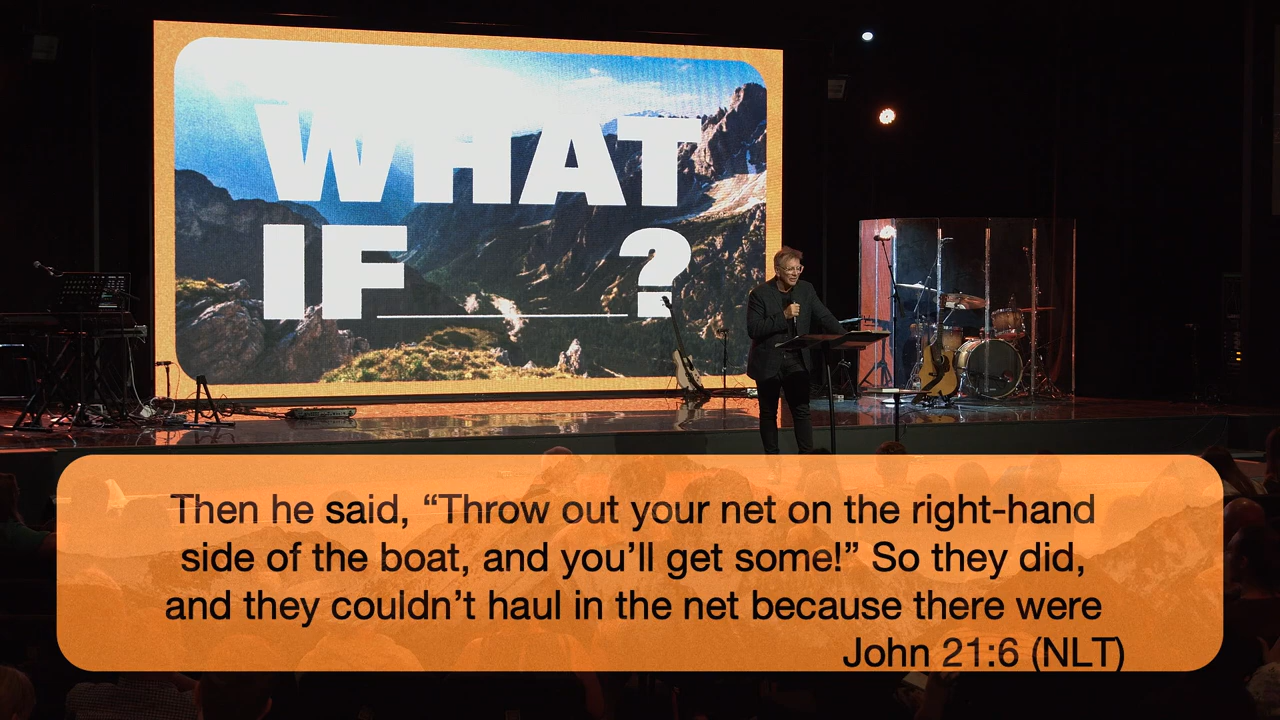 WHAT
IF ?
Then he said, “Throw out your net on the right-hand
side of the boat, and you’ll get some!” So they did,
and they couldn’t haul in the net because there were
John 21:6 (NLT)